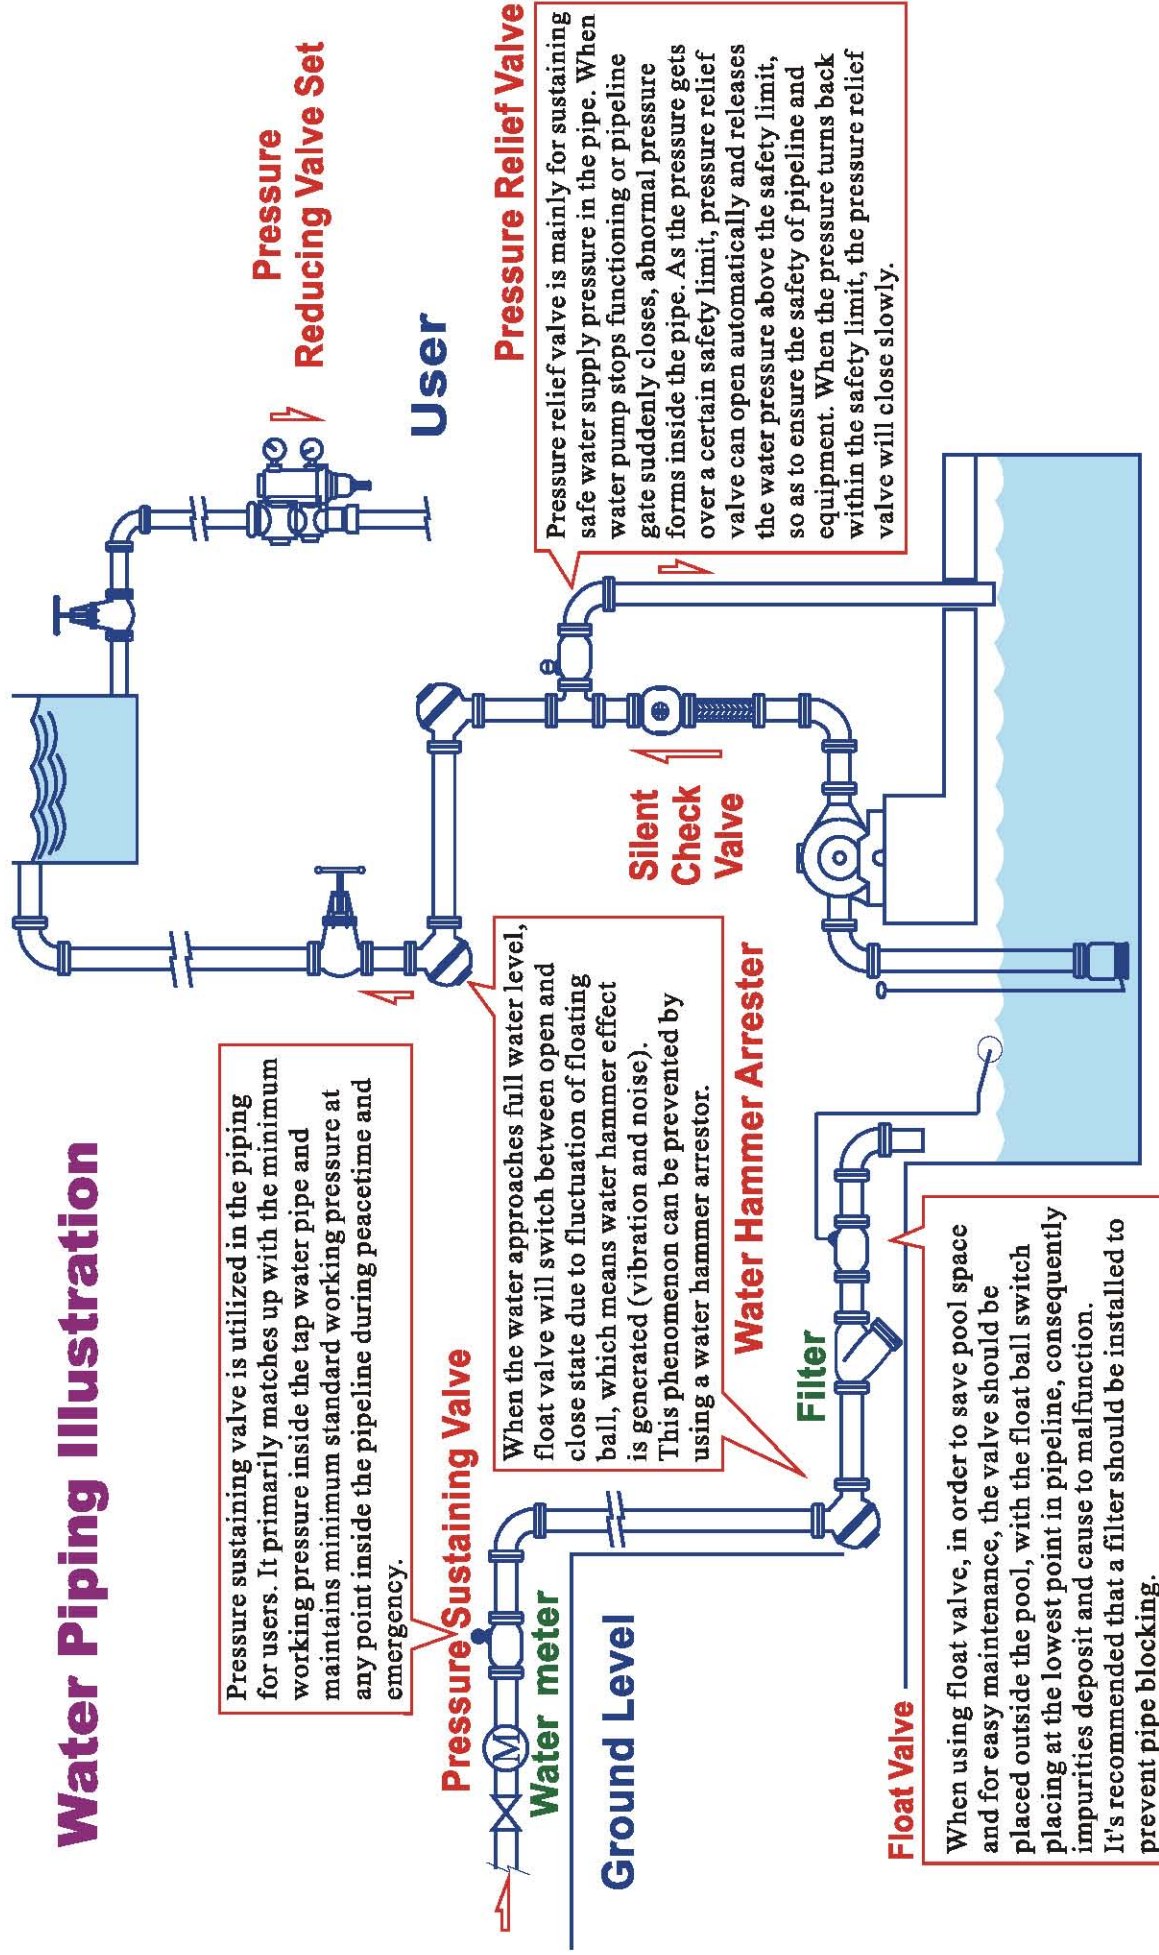 Water Piping Illustration
Pressure sustaining valve is utilized in the piping
for users. It primarily matches up with the minimum
working pressure inside the tap water pipe and
maintains minimum standard working pressure at
any point inside the pipeline during peacetime and
emergency.
Pressure Sustaining Valve
M
Water meter
Ground Level
When the water approaches full water level,
float valve will switch between open and
close state due to fluctuation of floating
ball, which means water hammer effect
is generated (vibration and noise).
This phenomenon can be prevented by
using a water hammer arrestor.
Water Hammer Arrester
Filter
Float Valve
When using float valve, in order to save pool space
and for easy maintenance, the valve should be
placed outside the pool, with the float ball switch
placing at the lowest point in pipeline, consequently
impurities deposit and cause to malfunction.
It's recommended that a filter should be installed to
prevent pipe blocking.
Silent
Check
Valve
Pressure
Reducing Valve Set
User
Pressure Relief Valve
Pressure relief valve is mainly for sustaining
safe water supply pressure in the pipe. When
water pump stops functioning or pipeline
gate suddenly closes, abnormal pressure
forms inside the pipe. As the pressure gets
over a certain safety limit, pressure relief
valve can open automatically and releases
the water pressure above the safety limit,
so as to ensure the safety of pipeline and
equipment. When the pressure turns back
within the safety limit, the pressure relief
valve will close slowly.